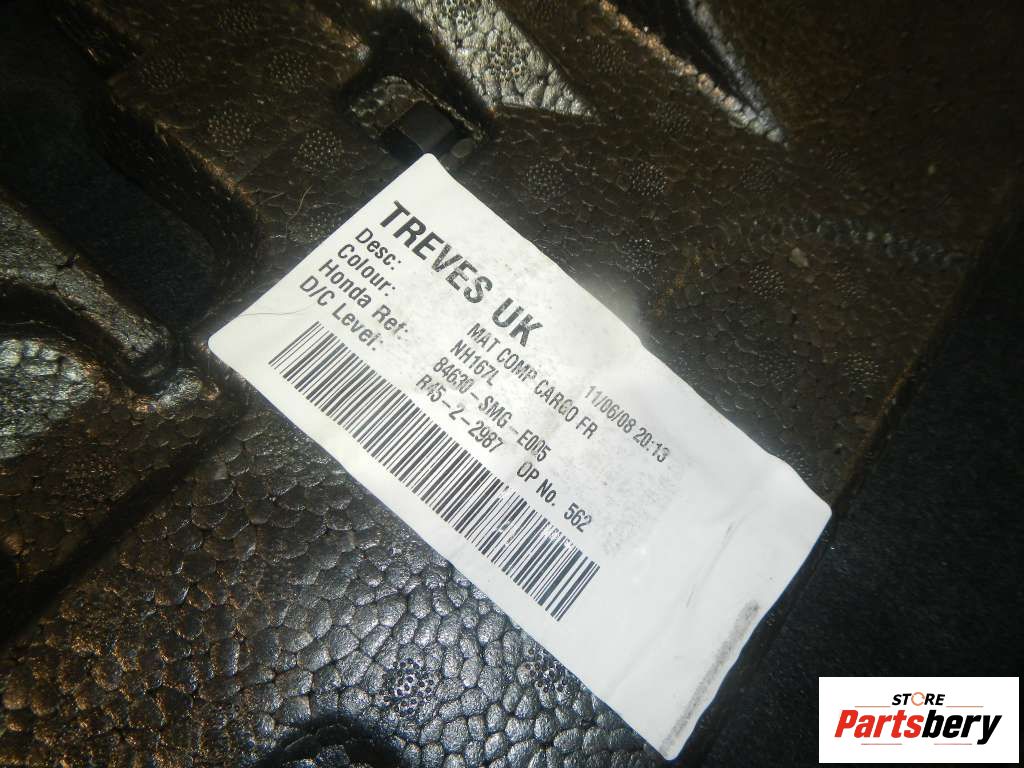 TREVES UK
11/06/08 20:13
Desc: MAT COMP CARGO FR
Colour: NH167L
Honda Ref: 84630-SMG-E005
D/C Level: R45-2-2987 OP No. 562
STORE
Partsbery